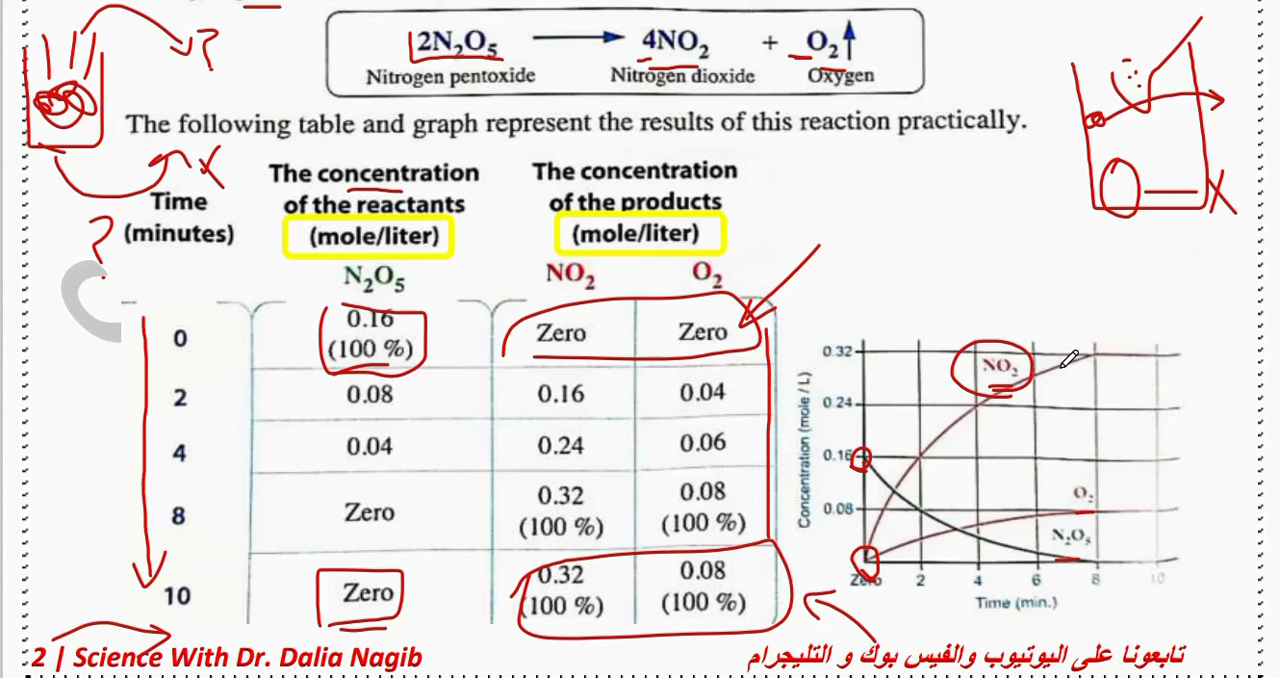 2N₂O₅ → 4NO₂ + O₂↑
Nitrogen pentoxide Nitrogen dioxide Oxygen
The following table and graph represent the results of this reaction practically.
Time (minutes) The concentration of the reactants (mole/liter) The concentration of the products (mole/liter)
N₂O₅ NO₂ O₂
0 0.16 (100 %) Zero Zero
2 0.08 0.16 0.04
4 0.04 0.24 0.06
8 Zero 0.32 (100 %) 0.08 (100 %)
10 Zero 0.32 (100 %) 0.08 (100 %)
?
?
X
X
Concentration (mole / L)
0.32
0.24
0.16
0.08
NO₂
O₂
N₂O₅
Zero 2 4 6 8 10
Time (min.)
2 | Science With Dr. Dalia Nagib
تابعونا على اليوتيوب والفيس بوك و التليجرام